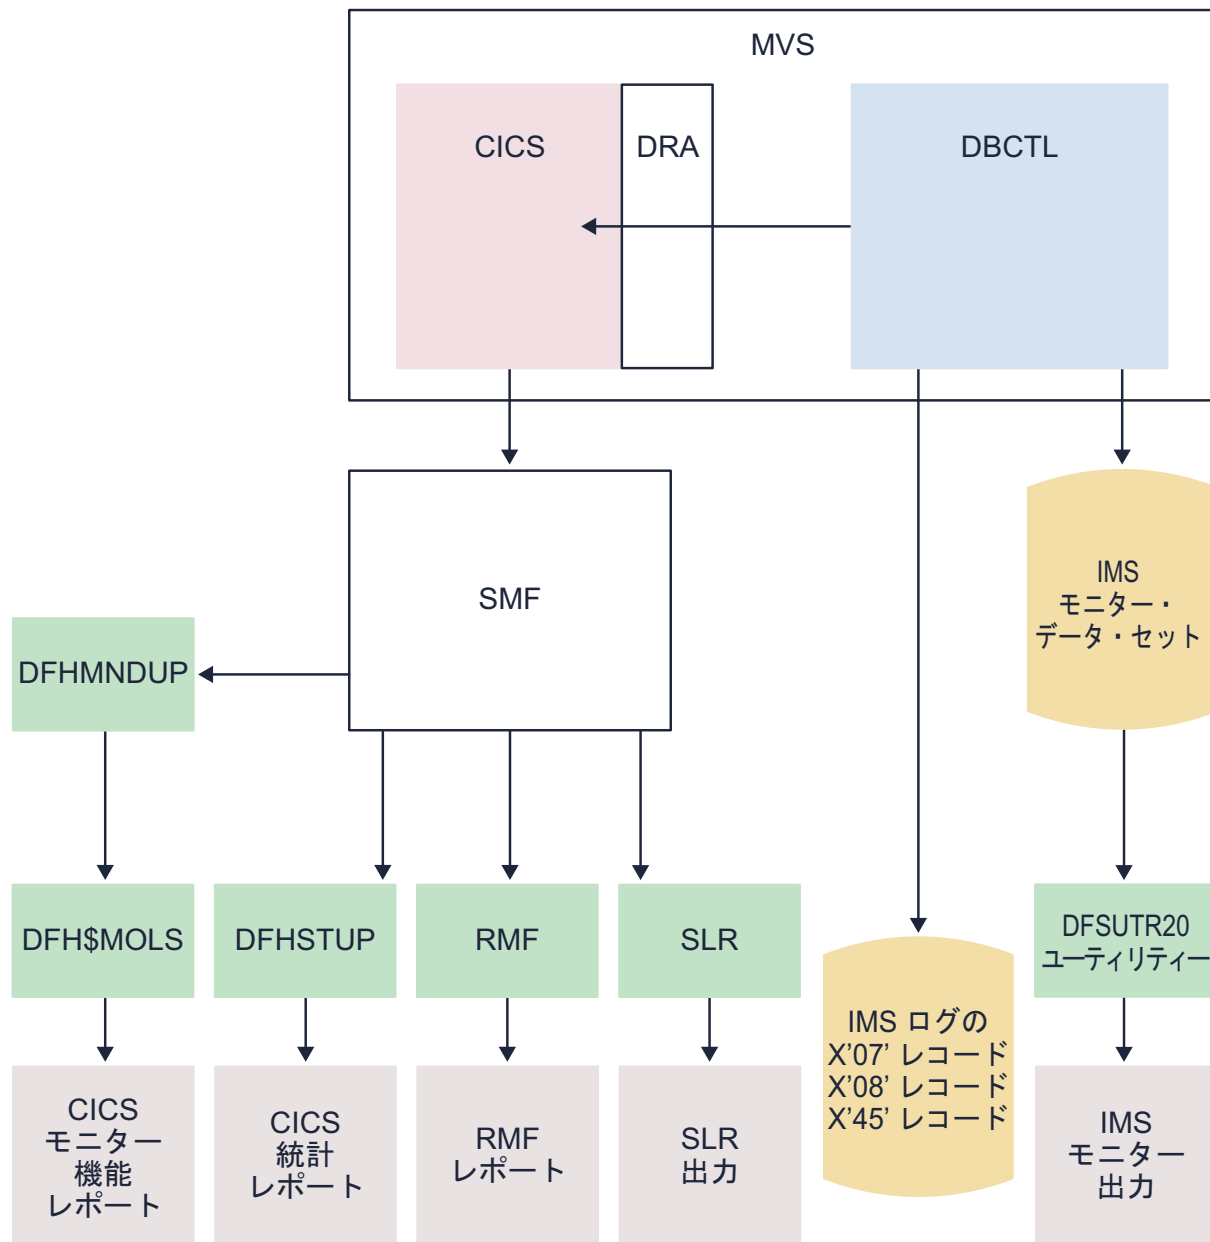 MVS
CICS
DRA
DBCTL
SMF
IMS
モニター・
データ・セット
DFHMNDUP
DFH$MOLS
DFHSTUP
RMF
SLR
DFSUTR20
ユーティリティー
IMS ログの
X'07' レコード
X'08' レコード
X'45' レコード
CICS
モニター
機能
レポート
CICS
統計
レポート
RMF
レポート
SLR
出力
IMS
モニター
出力